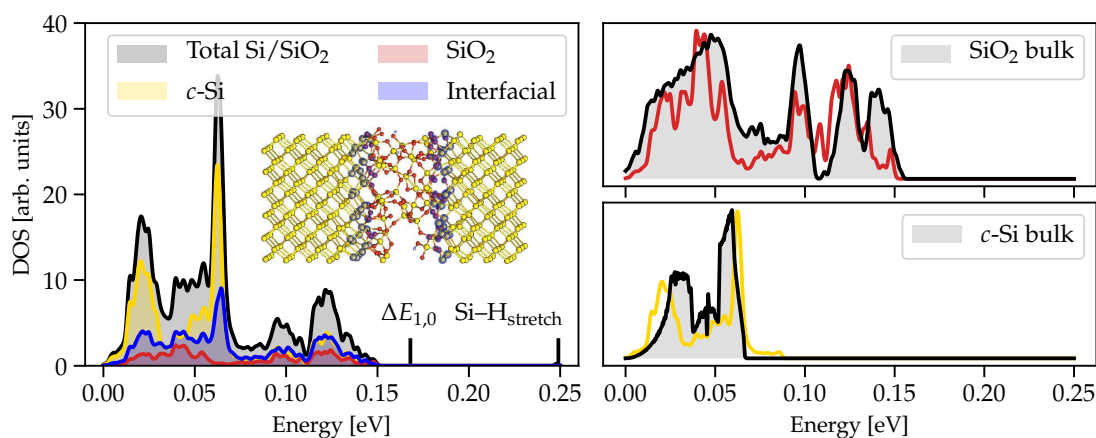 DOS [arb. units]
40
30
20
10
0
Total Si/SiO₂
c-Si
SiO₂
Interfacial
ΔE₁,₀ Si–H_stretch
0.00 0.05 0.10 0.15 0.20 0.25
Energy [eV]
SiO₂ bulk
c-Si bulk
0.00 0.05 0.10 0.15 0.20 0.25
Energy [eV]